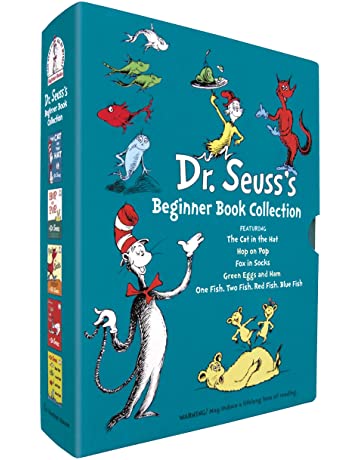 Dr. Seuss's
Beginner Book
Collection
Dr. Seuss's
Beginner Book Collection
FEATURING
The Cat in the Hat
Hop on Pop
Fox in Socks
Green Eggs and Ham
One Fish, Two Fish, Red Fish, Blue Fish
WARNING! May induce a lifelong love of reading.